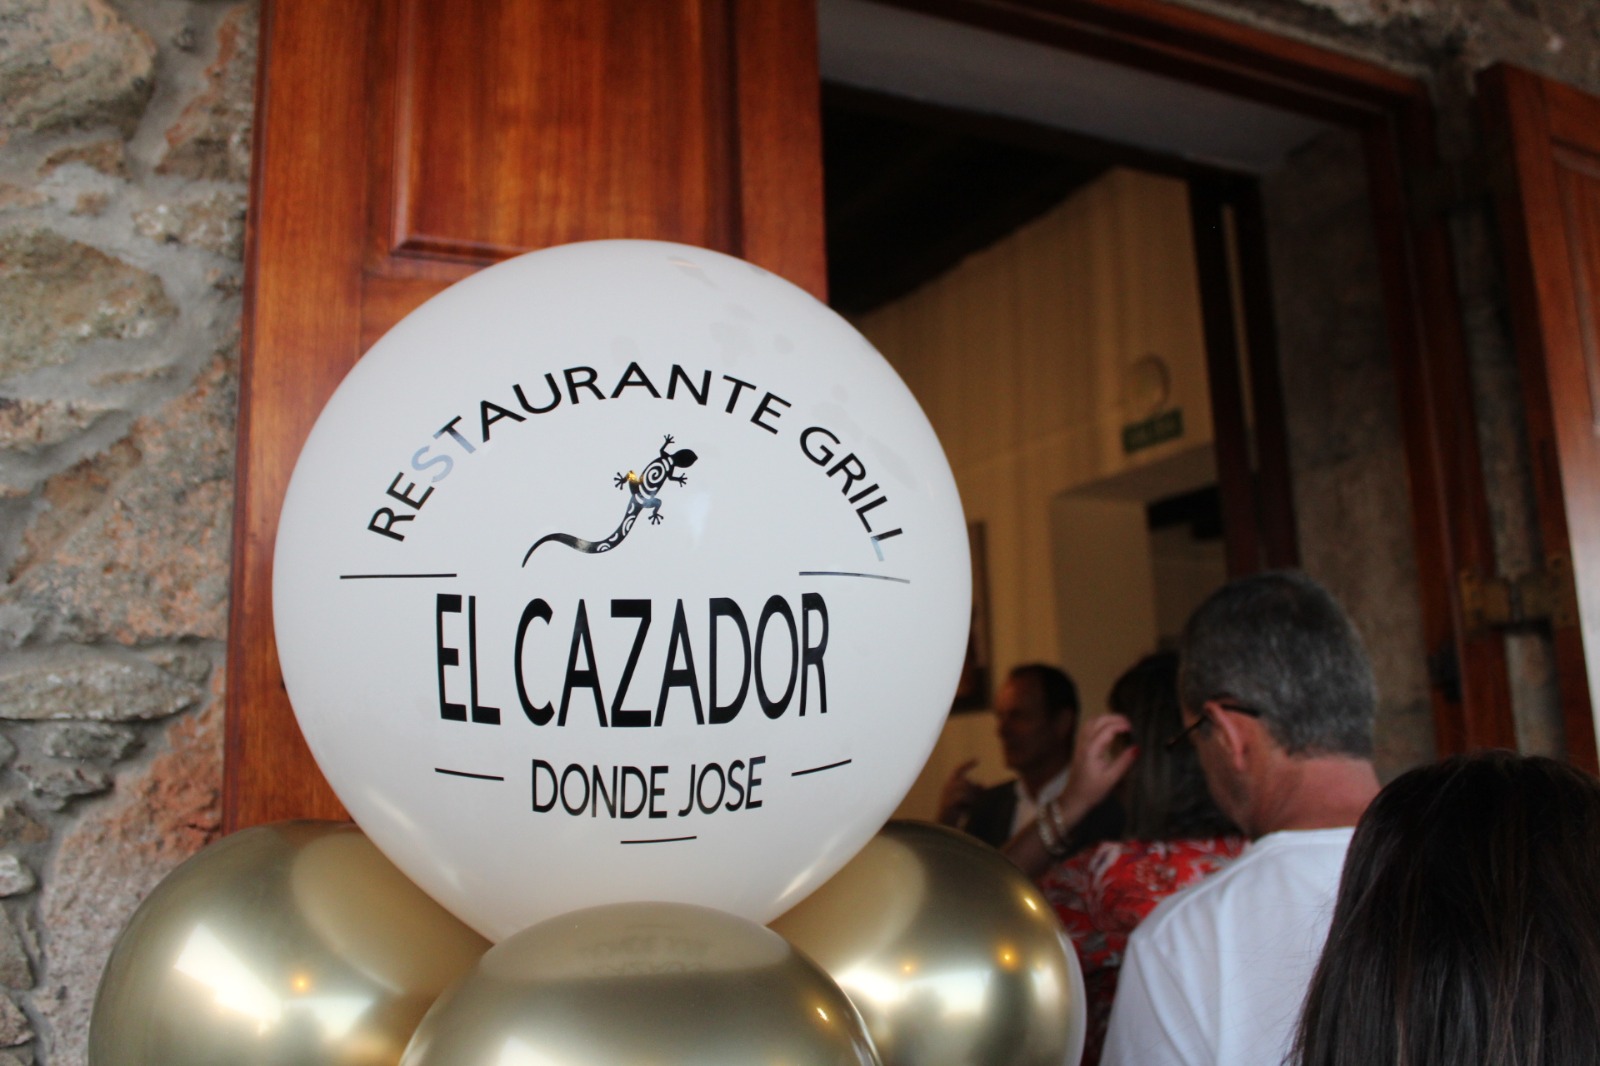 RESTAURANTE GRILL
EL CAZADOR
DONDE JOSE